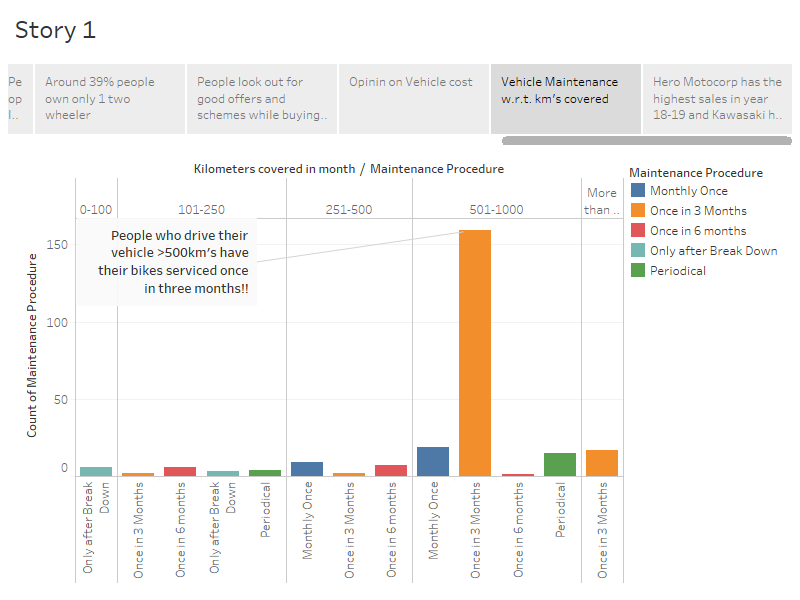 Story 1
Pe
op
l..
Around 39% people
own only 1 two
wheeler
People look out for
good offers and
schemes while buying..
Opinin on Vehicle cost
Vehicle Maintenance
w.r.t. km's covered
Hero Motocorp has the
highest sales in year
18-19 and Kawasaki h..
Kilometers covered in month / Maintenance Procedure
0-100
101-250
251-500
501-1000
More
than ..
People who drive their
vehicle >500km's have
their bikes serviced once
in three months!!
Count of Maintenance Procedure
150
100
50
0
Only after Break
Down
Once in 3 Months
Once in 6 months
Only after Break
Down
Periodical
Monthly Once
Once in 3 Months
Once in 6 months
Monthly Once
Once in 3 Months
Once in 6 months
Periodical
Once in 3 Months
Maintenance Procedure
Monthly Once
Once in 3 Months
Once in 6 months
Only after Break Down
Periodical